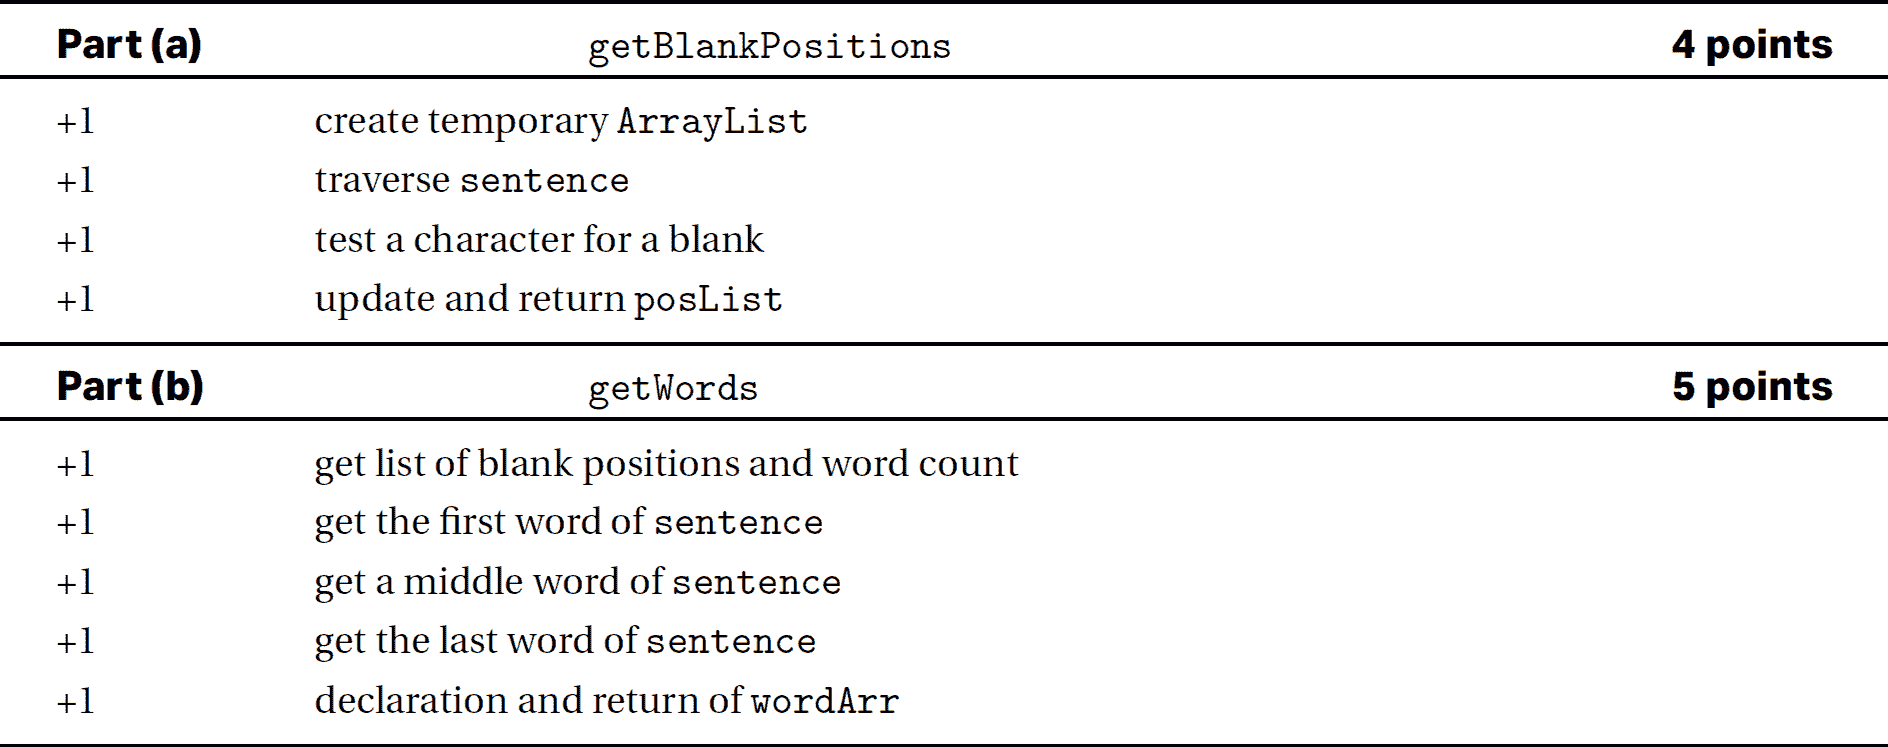 Part (a) getBlankPositions 4 points
+1 create temporary ArrayList
+1 traverse sentence
+1 test a character for a blank
+1 update and return posList
Part (b) getWords 5 points
+1 get list of blank positions and word count
+1 get the first word of sentence
+1 get a middle word of sentence
+1 get the last word of sentence
+1 declaration and return of wordArr